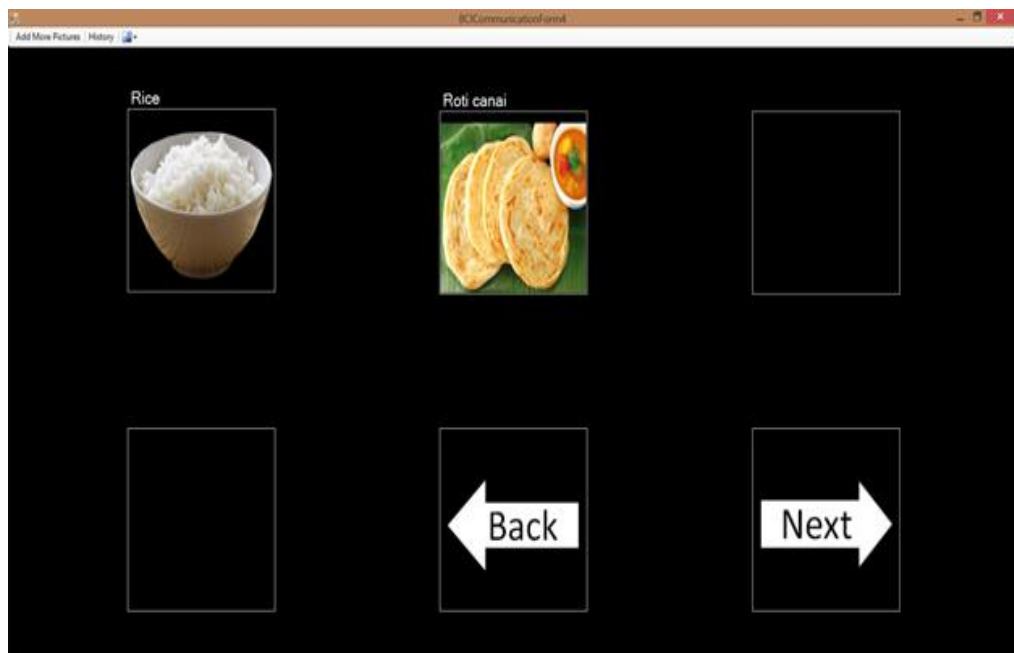 BCICommunicationForm4
Add More Pictures History
Rice
Roti canai
Back
Next